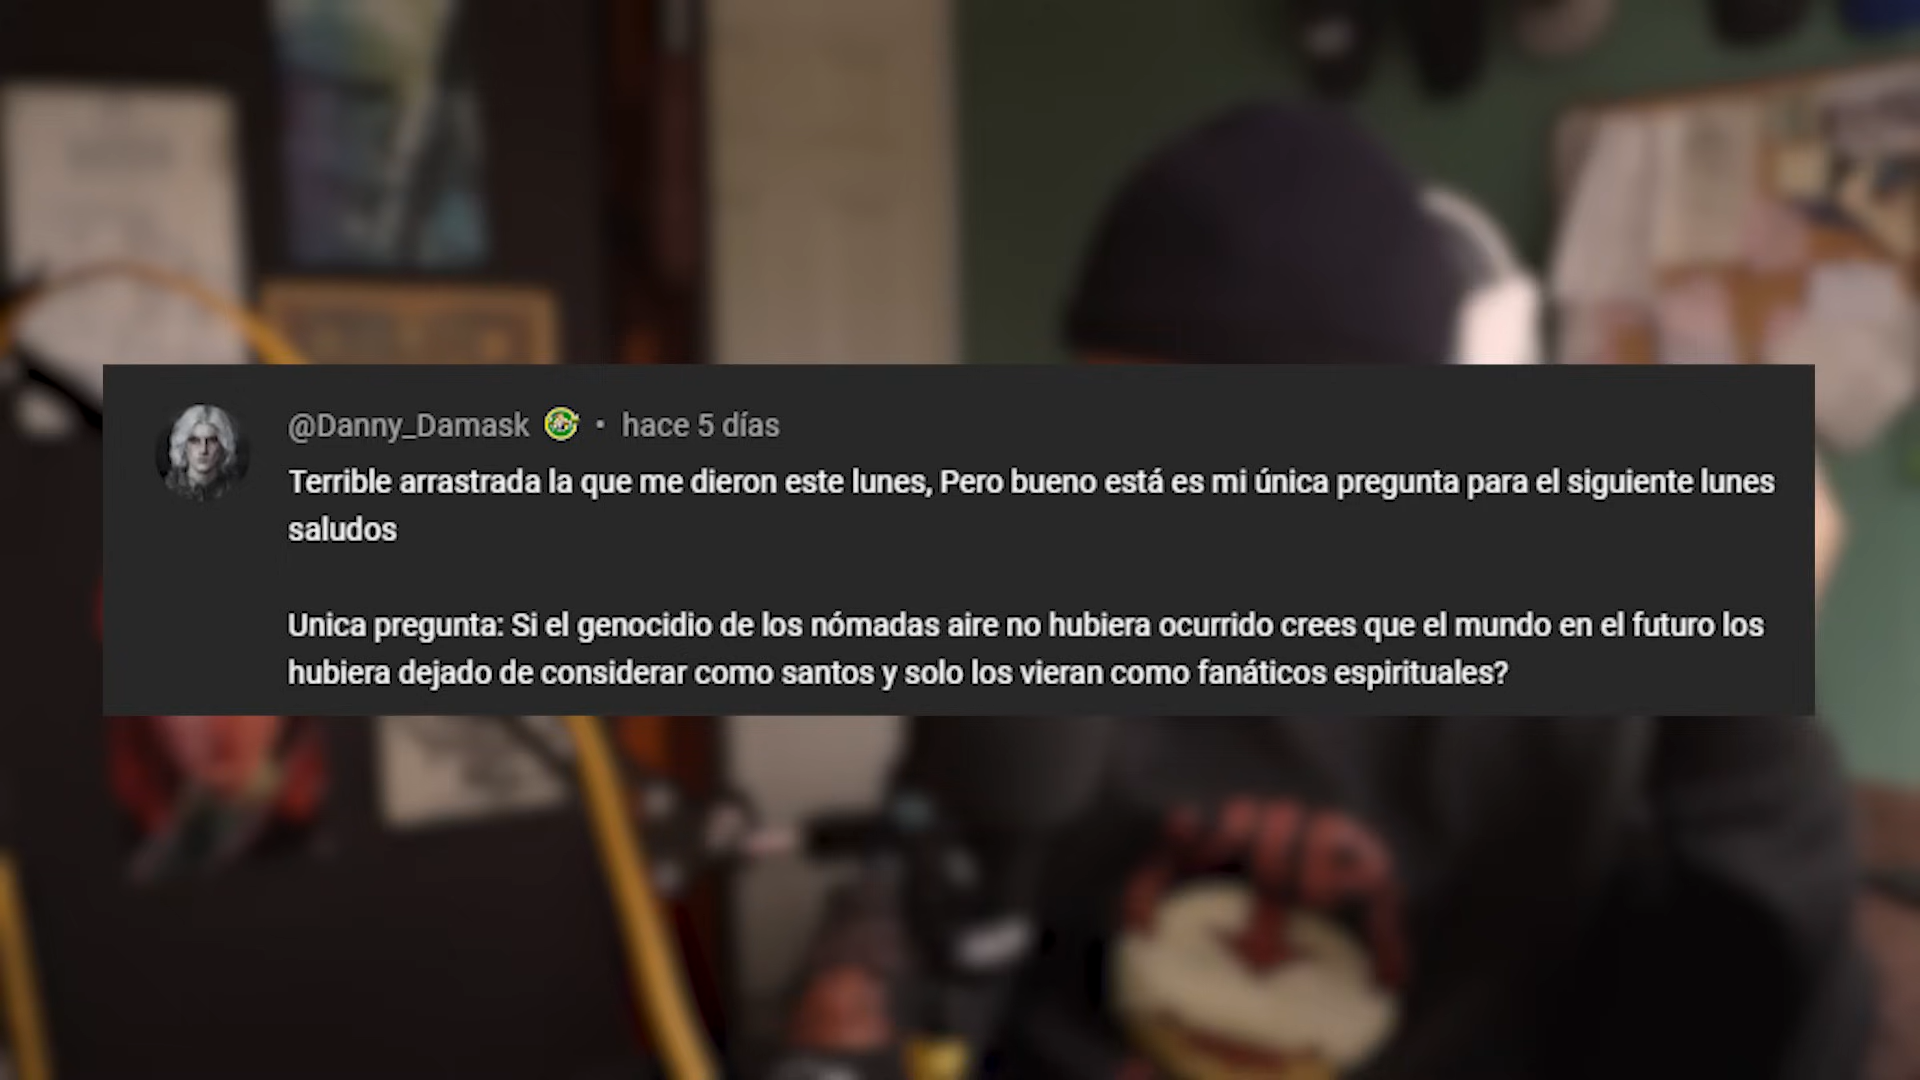 @Danny_Damask • hace 5 días
Terrible arrastrada la que me dieron este lunes, Pero bueno está es mi única pregunta para el siguiente lunes
saludos
Unica pregunta: Si el genocidio de los nómadas aire no hubiera ocurrido crees que el mundo en el futuro los
hubiera dejado de considerar como santos y solo los vieran como fanáticos espirituales?